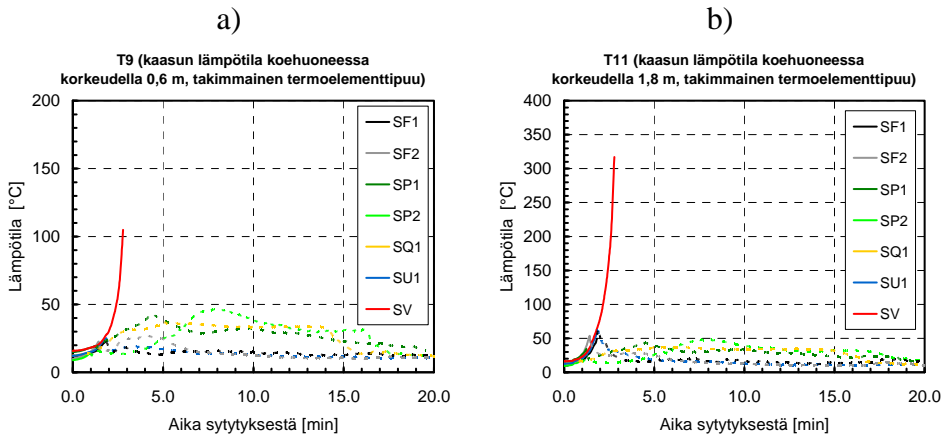 a)
T9 (kaasun lämpötila koehuoneessa
korkeudella 0,6 m, takimmainen termoelementtipuu)
Lämpötila [°C]
200
150
100
50
0
SF1
SF2
SP1
SP2
SQ1
SU1
SV
0.0 5.0 10.0 15.0 20.0
Aika sytytyksestä [min]
b)
T11 (kaasun lämpötila koehuoneessa
korkeudella 1,8 m, takimmainen termoelementtipuu)
Lämpötila [°C]
400
350
300
250
200
150
100
50
0
SF1
SF2
SP1
SP2
SQ1
SU1
SV
0.0 5.0 10.0 15.0 20.0
Aika sytytyksestä [min]